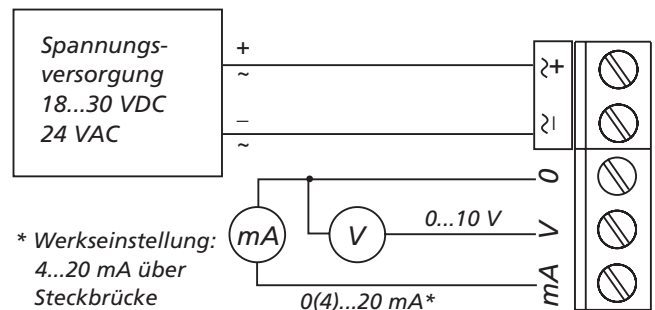 Spannungs-
versorgung
18...30 VDC
24 VAC
+
~
–
~
~+
~–
0
V
mA
mA
V
0...10 V
0(4)...20 mA*
* Werkseinstellung:
4...20 mA über
Steckbrücke